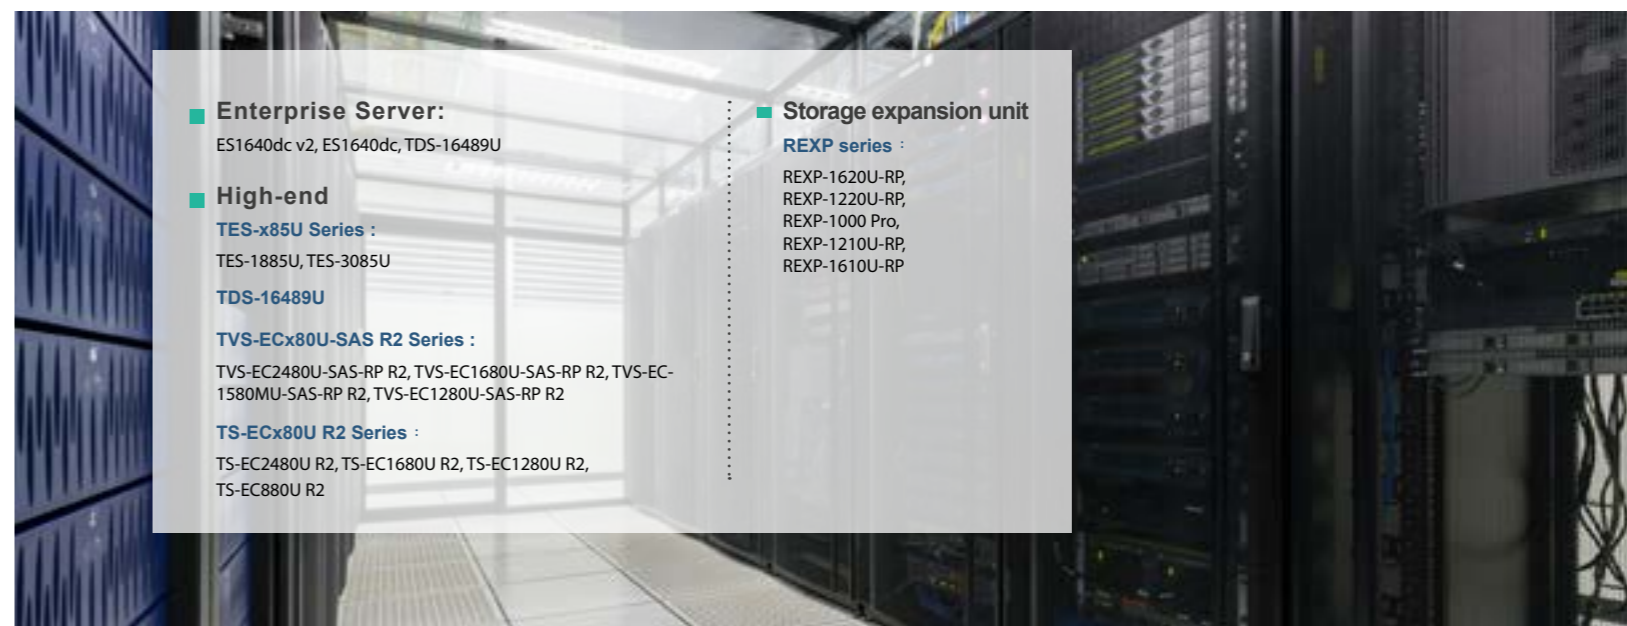 Enterprise Server:
ES1640dc v2, ES1640dc, TDS-16489U
High-end
TES-x85U Series :
TES-1885U, TES-3085U
TDS-16489U
TVS-ECx80U-SAS R2 Series :
TVS-EC2480U-SAS-RP R2, TVS-EC1680U-SAS-RP R2, TVS-EC-
1580MU-SAS-RP R2, TVS-EC1280U-SAS-RP R2
TS-ECx80U R2 Series :
TS-EC2480U R2, TS-EC1680U R2, TS-EC1280U R2,
TS-EC880U R2
Storage expansion unit
REXP series :
REXP-1620U-RP,
REXP-1220U-RP,
REXP-1000 Pro,
REXP-1210U-RP,
REXP-1610U-RP